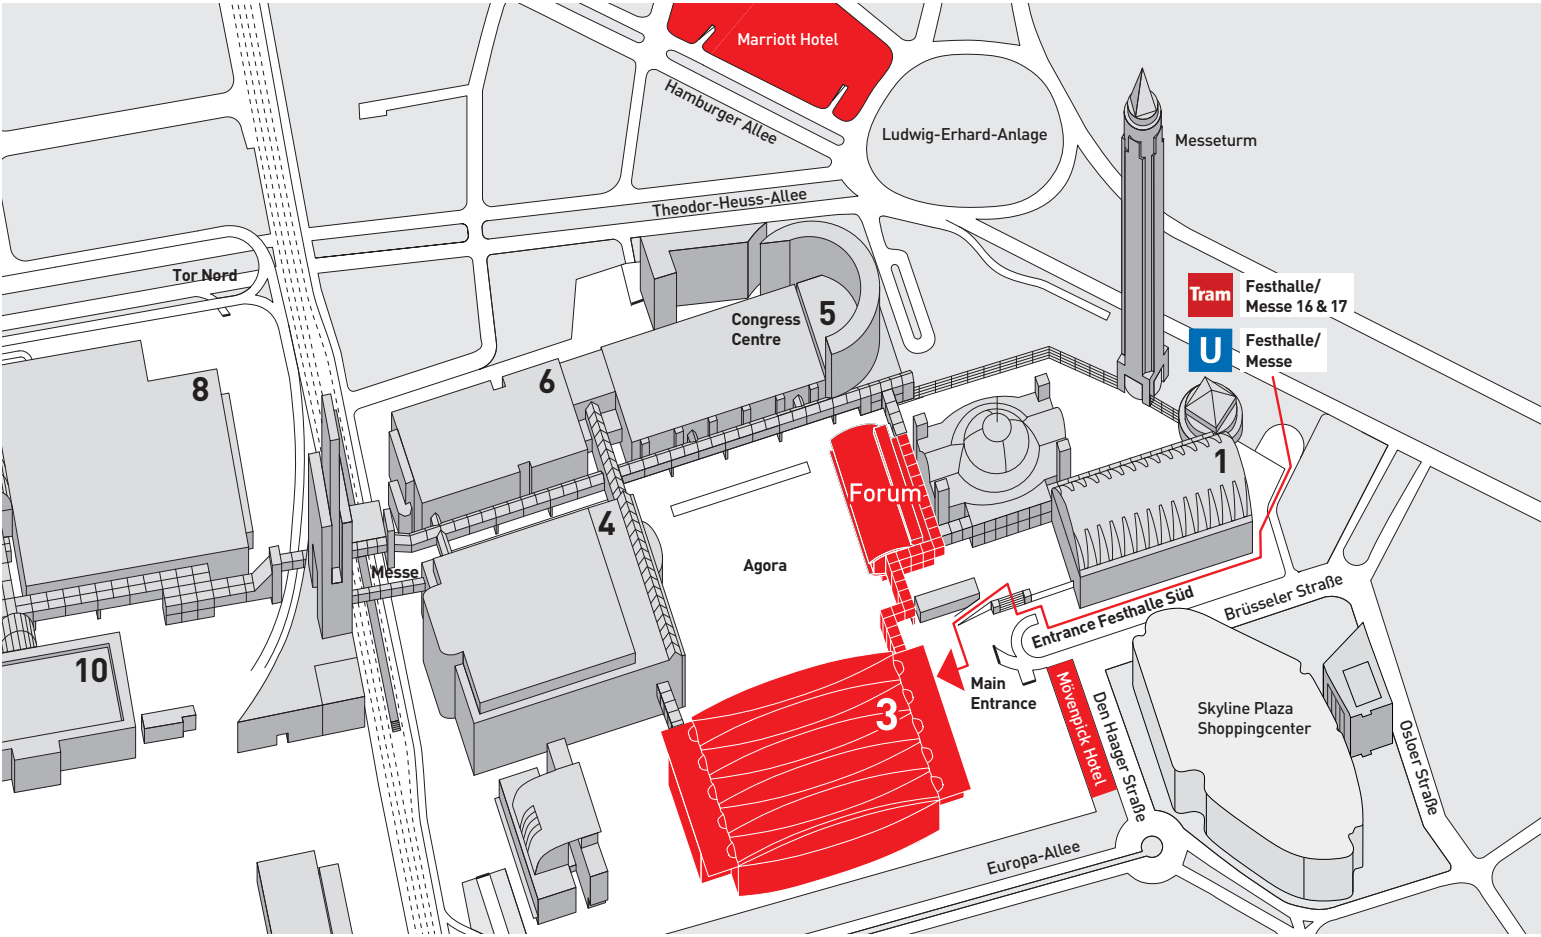 Marriott Hotel
Hamburger Allee
Ludwig-Erhard-Anlage
Messeturm
Theodor-Heuss-Allee
Tor Nord
Tram
Festhalle/
Messe 16 & 17
U
Festhalle/
Messe
Congress
Centre
5
6
8
1
Forum
4
Agora
Messe
Entrance Festhalle Süd
Brüsseler Straße
10
Main
Entrance
3
Mövenpick Hotel
Den Haager Straße
Skyline Plaza
Shoppingcenter
Osloer Straße
Europa-Allee